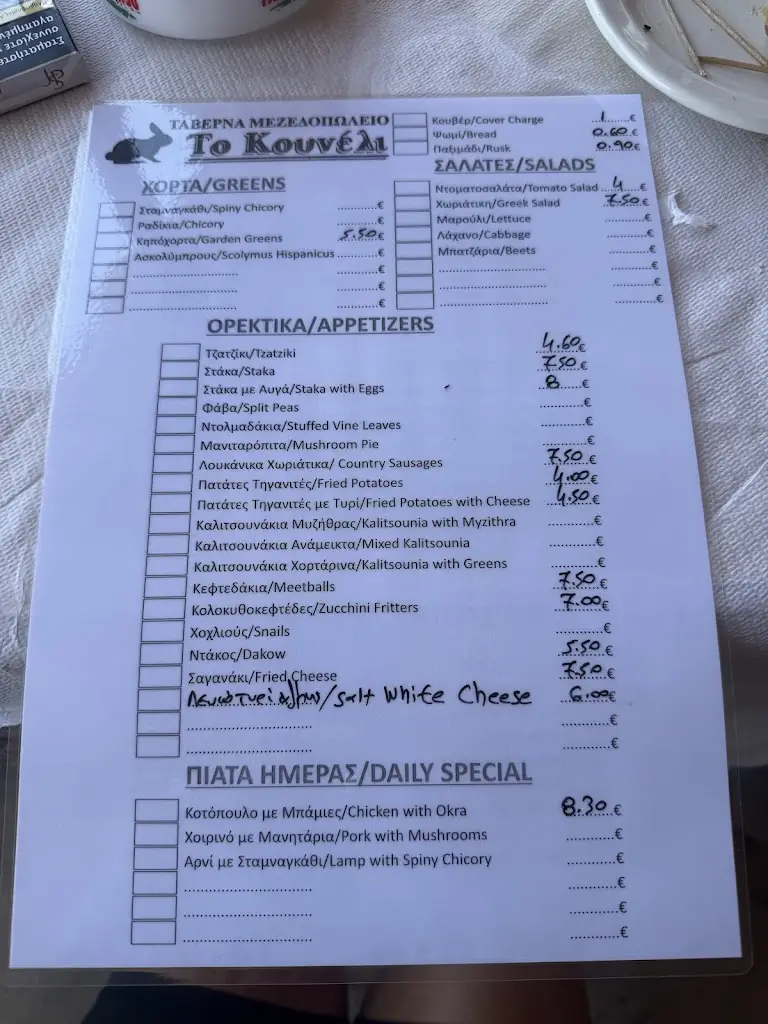 Σταματήστε
συνεχίστε
αγαπημέν
ΤΑΒΕΡΝΑ ΜΕΖΕΔΟΠΩΛΕΙΟ
Το Κουνέλι
Κουβέρ/Cover Charge 1 €
Ψωμί/Bread 0.60 €
Παξιμάδι/Rusk 0.90 €
ΧΟΡΤΑ/GREENS
Σταμναγκάθι/Spiny Chicory ..........€
Ραδίκια/Chicory ..........€
Κηπόχορτα/Garden Greens 5.50€
Ασκολύμπρους/Scolymus Hispanicus ..........€
..........€
..........€
..........€
ΣΑΛΑΤΕΣ/SALADS
Ντοματοσαλάτα/Tomato Salad 4 €
Χωριάτικη/Greek Salad 7.50€
Μαρούλι/Lettuce ..........€
Λάχανο/Cabbage ..........€
Μπατζάρια/Beets ..........€
..........€
..........€
..........€
ΟΡΕΚΤΙΚΑ/APPETIZERS
Τζατζίκι/Tzatziki 4.60€
Στάκα/Staka 7.50€
Στάκα με Αυγά/Staka with Eggs 8 €
Φάβα/Split Peas ..........€
Ντολμαδάκια/Stuffed Vine Leaves ..........€
Μανιταρόπιτα/Mushroom Pie ..........€
Λουκάνικα Χωριάτικα/ Country Sausages 7.50€
Πατάτες Τηγανιτές/Fried Potatoes 4.00€
Πατάτες Τηγανιτές με Τυρί/Fried Potatoes with Cheese 4.50€
Καλιτσουνάκια Μυζήθρας/Kalitsounia with Myzithra ..........€
Καλιτσουνάκια Ανάμεικτα/Mixed Kalitsounia ..........€
Καλιτσουνάκια Χορτάρινα/Kalitsounia with Greens ..........€
Κεφτεδάκια/Meetballs 7.50€
Κολοκυθοκεφτέδες/Zucchini Fritters 7.00€
Χοχλιούς/Snails ..........€
Ντάκος/Dakow 5.50€
Σαγανάκι/Fried Cheese 7.50€
/Salt White Cheese 6.00€
..........€
..........€
ΠΙΑΤΑ ΗΜΕΡΑΣ/DAILY SPECIAL
Κοτόπουλο με Μπάμιες/Chicken with Okra 8.30€
Χοιρινό με Μανητάρια/Pork with Mushrooms ..........€
Αρνί με Σταμναγκάθι/Lamp with Spiny Chicory ..........€
..........€
..........€
..........€